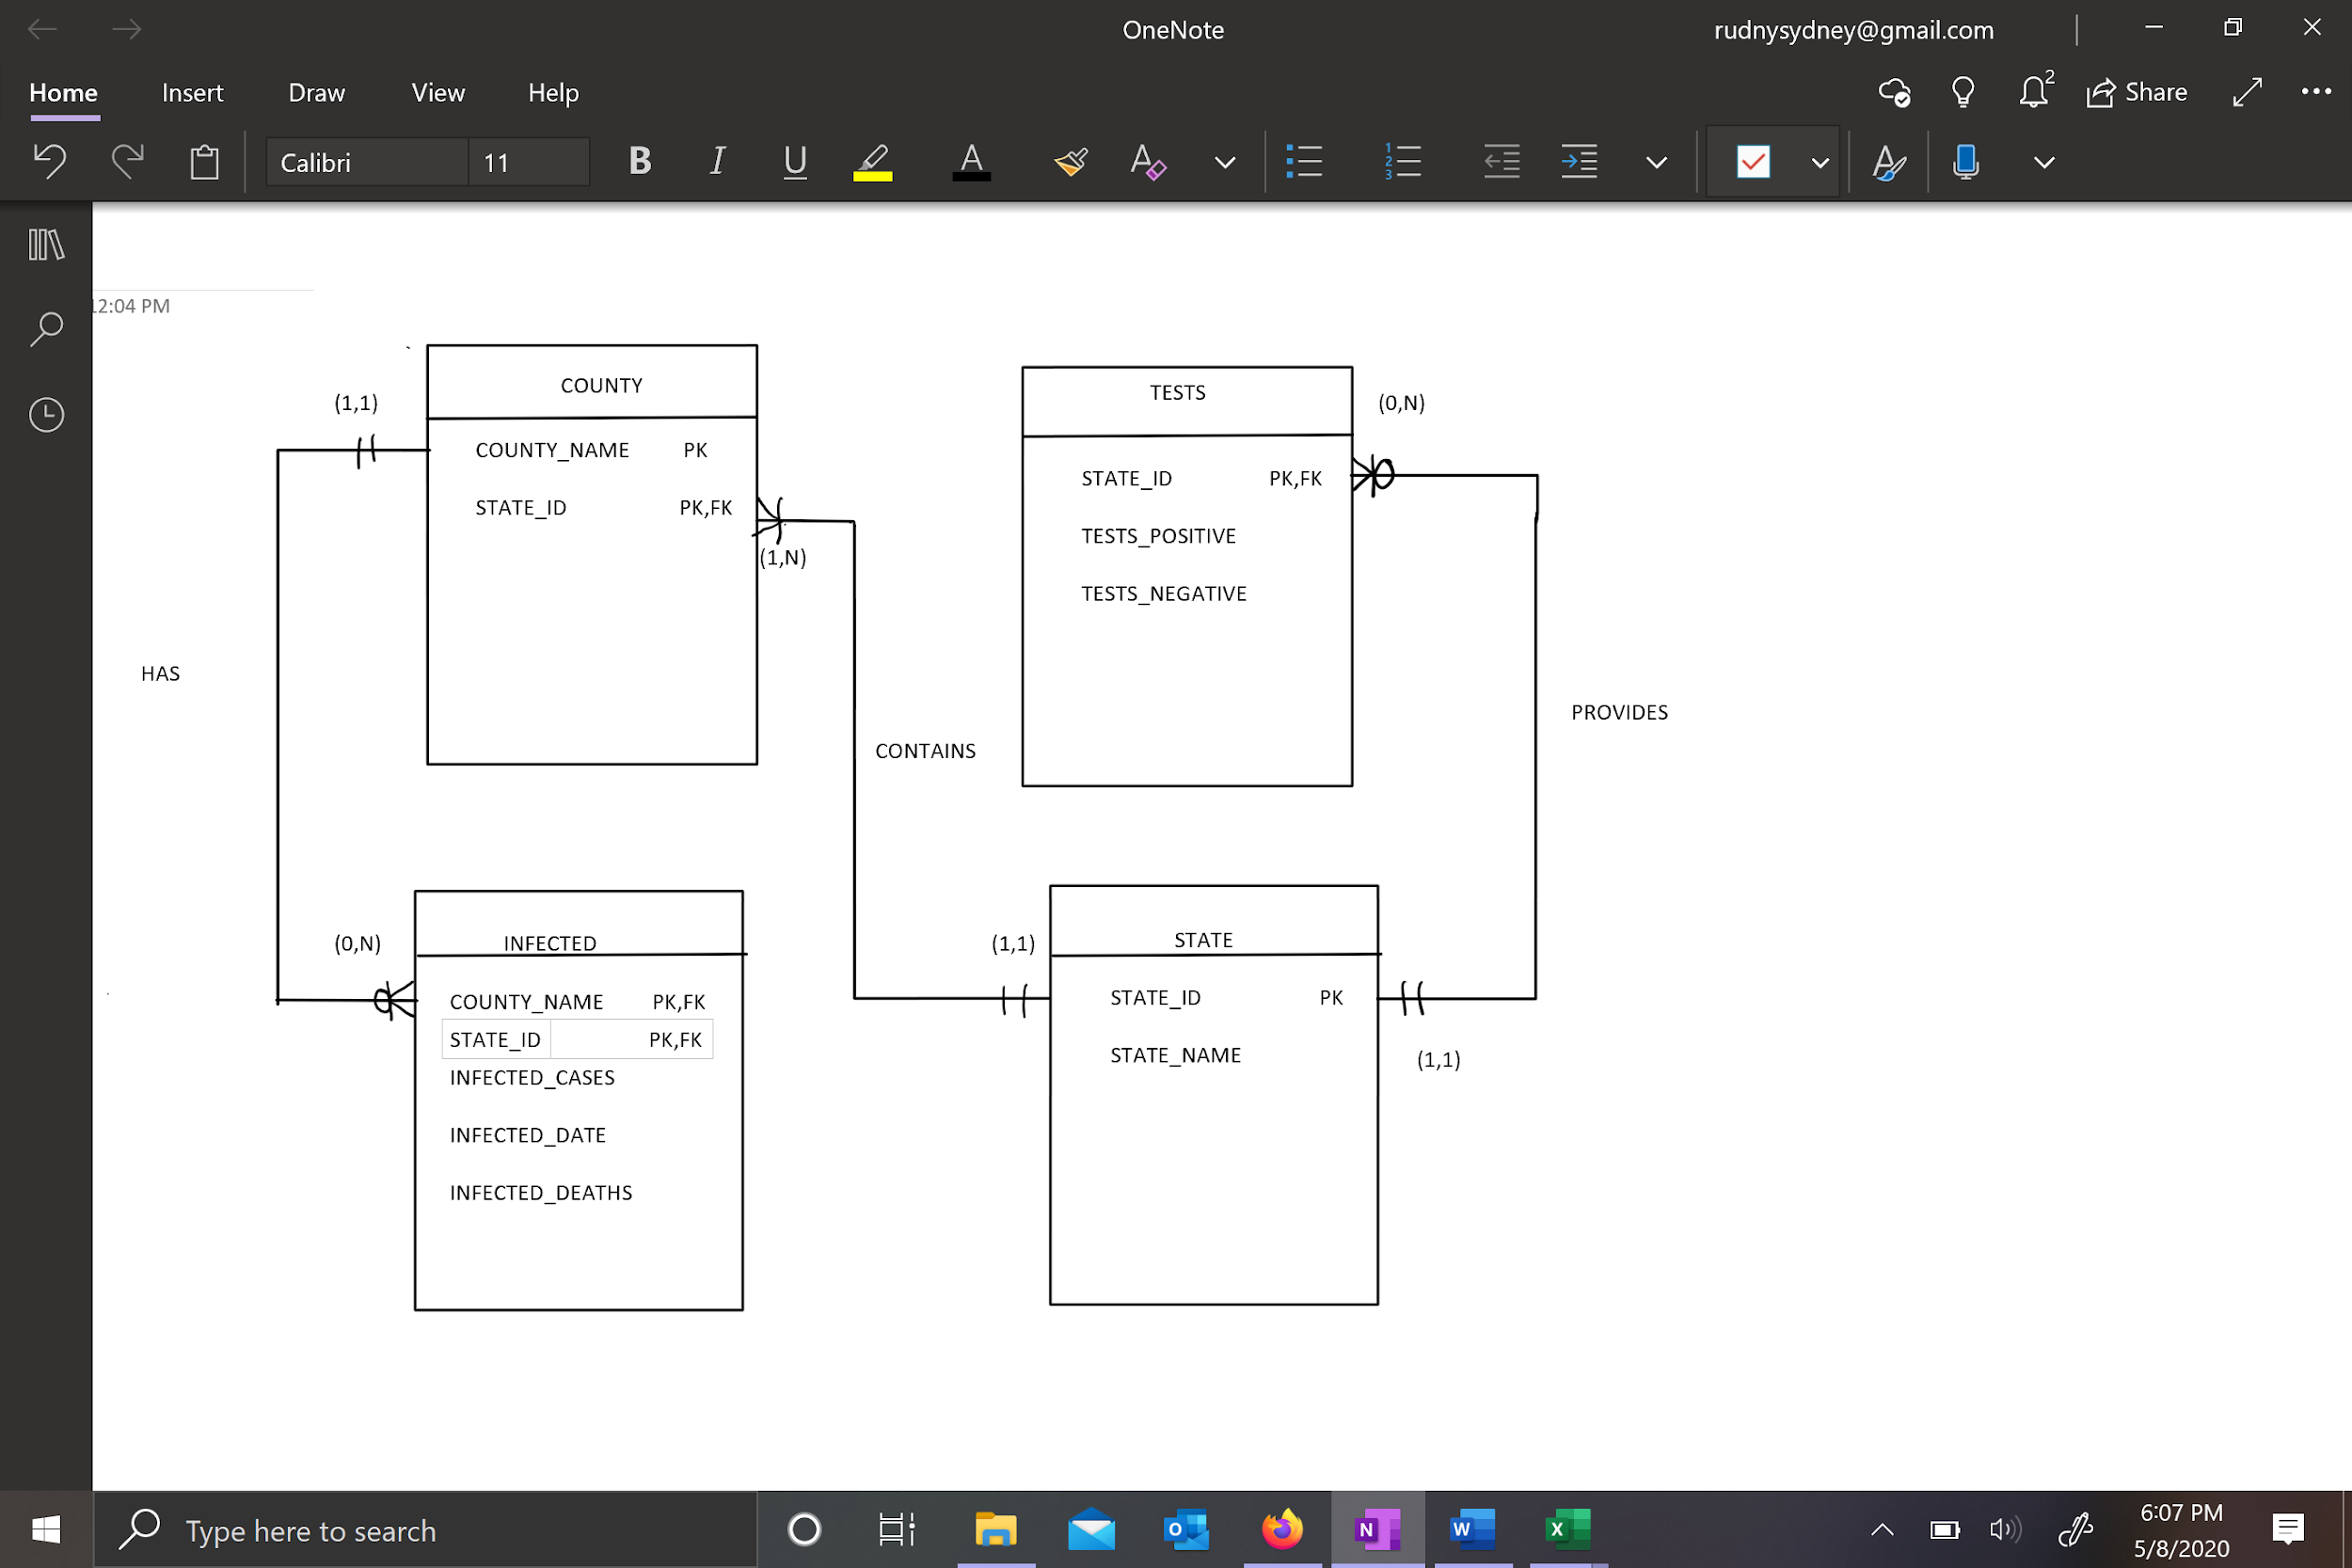 OneNote
rudnysydney@gmail.com
Home Insert Draw View Help
2
Share
Calibri 11
B I U A A
12:04 PM
COUNTY
(1,1)
COUNTY_NAME PK
STATE_ID PK,FK
(1,N)
TESTS
(0,N)
STATE_ID PK,FK
TESTS_POSITIVE
TESTS_NEGATIVE
HAS
PROVIDES
CONTAINS
INFECTED
(0,N)
COUNTY_NAME PK,FK
STATE_ID PK,FK
INFECTED_CASES
INFECTED_DATE
INFECTED_DEATHS
STATE
(1,1)
STATE_ID PK
STATE_NAME
(1,1)
Type here to search
6:07 PM
5/8/2020